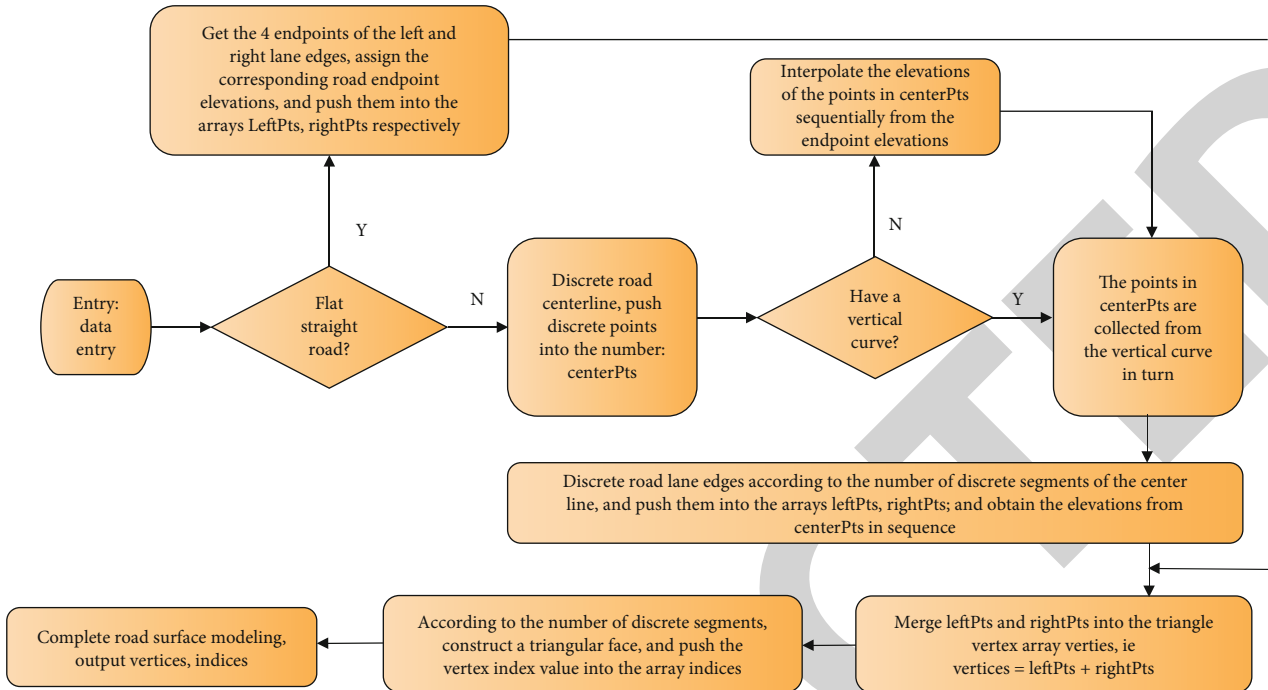 Get the 4 endpoints of the left and
right lane edges, assign the
corresponding road endpoint
elevations, and push them into the
arrays LeftPts, rightPts respectively
Interpolate the elevations
of the points in centerPts
sequentially from the
endpoint elevations
Y
N
Entry:
data
entry
Flat
straight
road?
N
Discrete road
centerline, push
discrete points
into the number:
centerPts
Have a
vertical
curve?
Y
The points in
centerPts are
collected from
the vertical curve
in turn
Discrete road lane edges according to the number of discrete segments of the center
line, and push them into the arrays leftPts, rightPts; and obtain the elevations from
centerPts in sequence
Complete road surface modeling,
output vertices, indices
According to the number of discrete segments,
construct a triangular face, and push the
vertex index value into the array indices
Merge leftPts and rightPts into the triangle
vertex array verties, ie
vertices = leftPts + rightPts